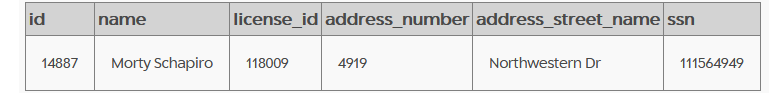 id name license_id address_number address_street_name ssn
14887 Morty Schapiro 118009 4919 Northwestern Dr 111564949